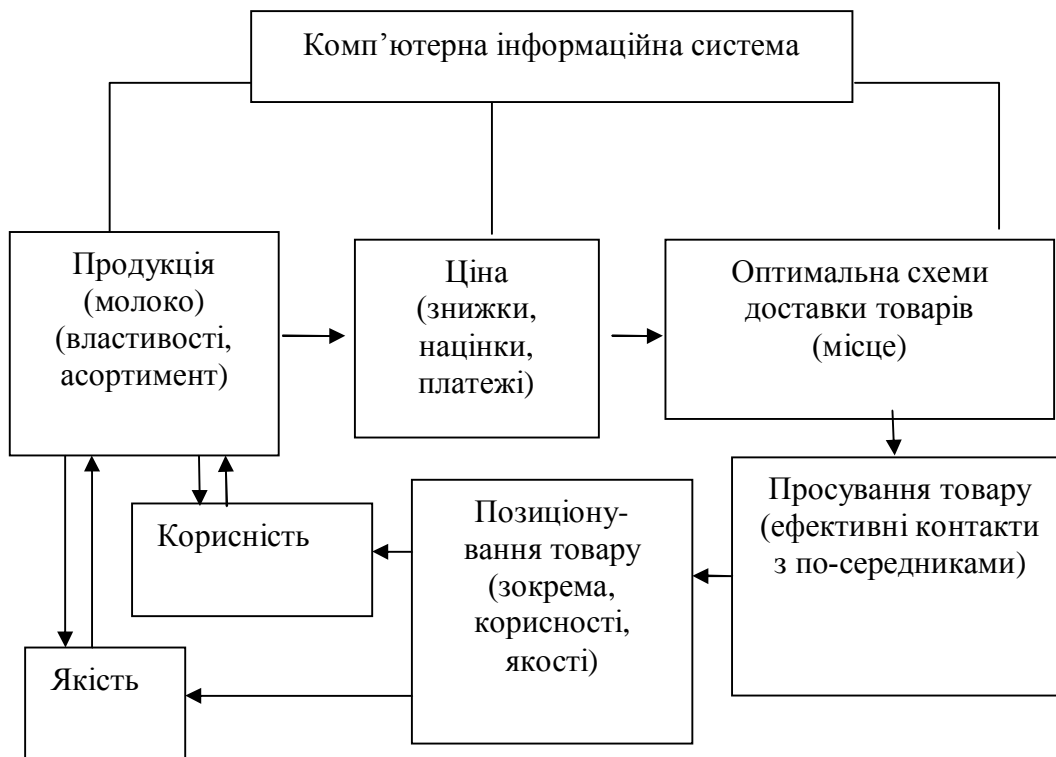 Комп’ютерна інформаційна система
Продукція
(молоко)
(властивості,
асортимент)
Ціна
(знижки,
націнки,
платежі)
Оптимальна схеми
доставки товарів
(місце)
Просування товару
(ефективні контакти
з по-середниками)
Позиціону-
вання товару
(зокрема,
корисності,
якості)
Корисність
Якість